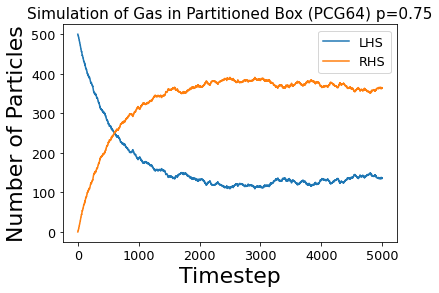 Simulation of Gas in Partitioned Box (PCG64) p=0.75
LHS
RHS
Number of Particles
500
400
300
200
100
0
0 1000 2000 3000 4000 5000
Timestep